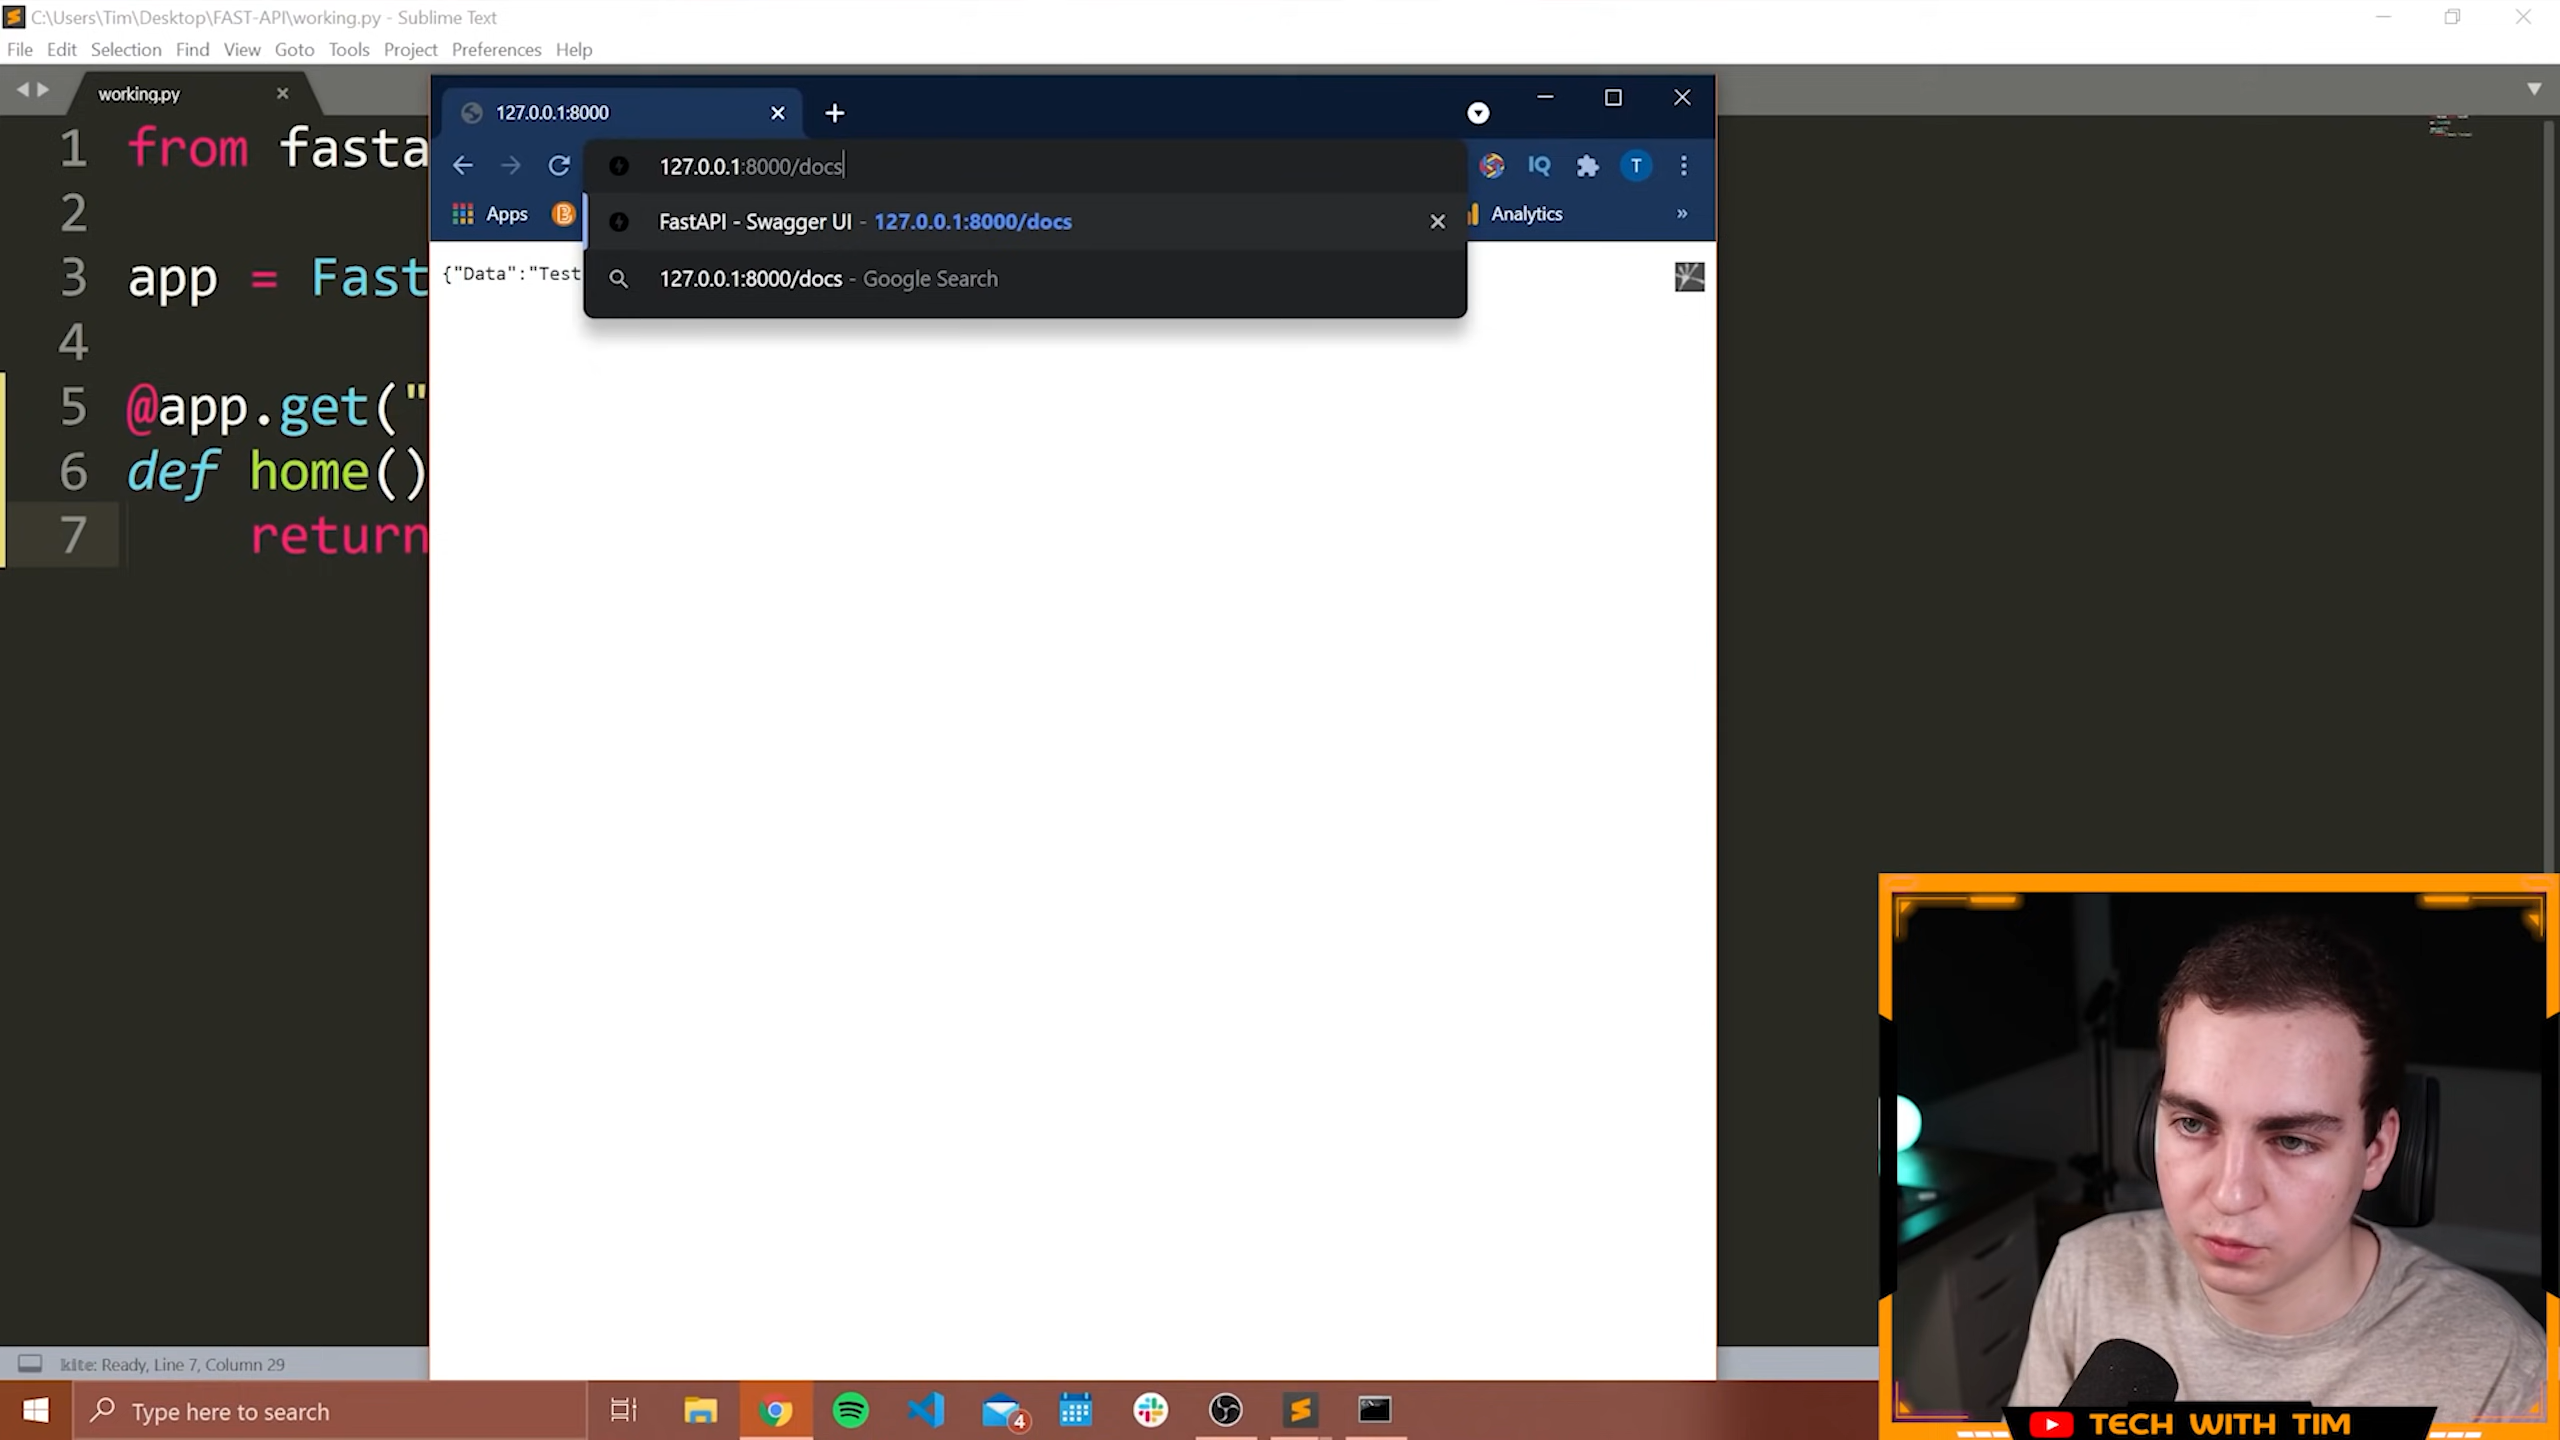 C:\Users\Tim\Desktop\FAST-API\working.py - Sublime Text
File Edit Selection Find View Goto Tools Project Preferences Help
working.py
127.0.0.1:8000
127.0.0.1:8000/docs
IQ
T
Apps
Analytics
»
FastAPI - Swagger UI - 127.0.0.1:8000/docs
127.0.0.1:8000/docs - Google Search
{"Data":"Test
1 from fasta
2
3 app = Fast
4
5 @app.get("
6 def home()
7 return
kite: Ready, Line 7, Column 29
Type here to search
4
TECH WITH TIM